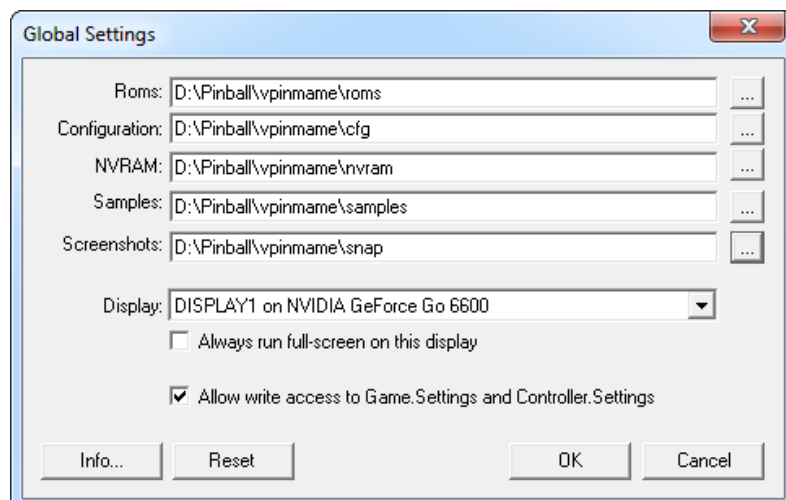 Global Settings
Roms: D:\Pinball\vpinmame\roms ...
Configuration: D:\Pinball\vpinmame\cfg ...
NVRAM: D:\Pinball\vpinmame\nvram ...
Samples: D:\Pinball\vpinmame\samples ...
Screenshots: D:\Pinball\vpinmame\snap ...
Display: DISPLAY1 on NVIDIA GeForce Go 6600
Always run full-screen on this display
Allow write access to Game.Settings and Controller.Settings
Info... Reset OK Cancel